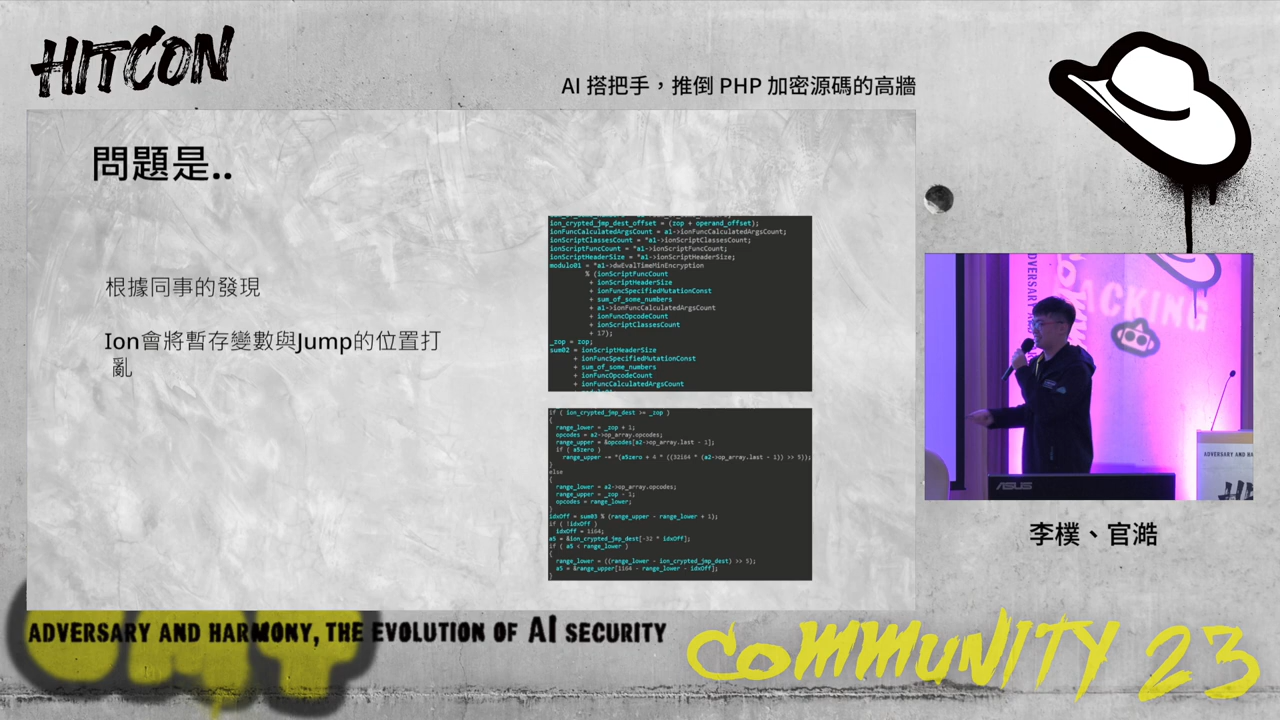 HITCON
AI 搭把手，推倒 PHP 加密源碼的高牆
問題是..
根據同事的發現
Ion會將暫存變數與Jump的位置打
亂
ion_crypted_jmp_dest_offset = (zop + operand_offset);
ionFuncCalculatedArgsCount = a1->ionFuncCalculatedArgsCount;
ionScriptClassesCount = *a1->ionScriptClassesCount;
ionScriptFuncCount = *a1->ionScriptFuncCount;
ionScriptHeaderSize = *a1->ionScriptHeaderSize;
modulo01 = *a1->dwEvalTimeMinEncryption
% (ionScriptFuncCount
+ ionScriptHeaderSize
+ ionFuncSpecifiedMutationConst
+ sum_of_some_numbers
+ a1->ionFuncCalculatedArgsCount
+ ionFuncOpcodeCount
+ ionScriptClassesCount
+ 17);
_zop = zop;
sum02 = ionScriptHeaderSize
+ ionFuncSpecifiedMutationConst
+ sum_of_some_numbers
+ ionFuncOpcodeCount
+ ionFuncCalculatedArgsCount
if ( ion_crypted_jmp_dest >= _zop )
{
range_lower = _zop + 1;
opcodes = a2->op_array.opcodes;
range_upper = &opcodes[a2->op_array.last - 1];
if ( a5zero )
range_upper -= *(a5zero + 4 * ((32i64 * (a2->op_array.last - 1)) >> 5));
}
else
{
range_lower = a2->op_array.opcodes;
range_upper = _zop - 1;
opcodes = range_lower;
}
idxOff = sum03 % (range_upper - range_lower + 1);
if ( !idxOff )
idxOff = 1i64;
a5 = &ion_crypted_jmp_dest[-32 * idxOff];
if ( a5 < range_lower )
{
range_lower = ((range_lower - ion_crypted_jmp_dest) >> 5);
a5 = &range_upper[1i64 - range_lower - idxOff];
}
KING
ASUS
李樸、官澔
ADVERSARY AND HARMONY, THE EVOLUTION OF AI SECURITY
COMMUNITY 23